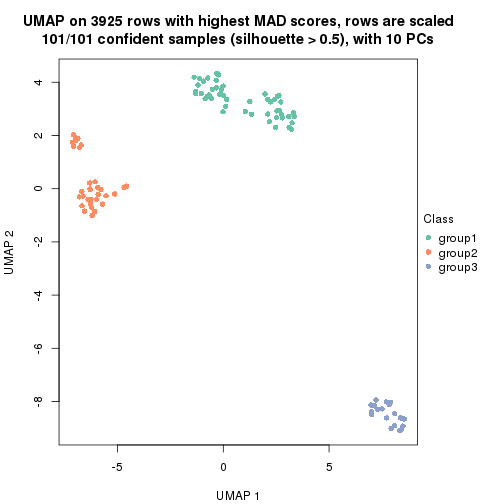 UMAP on 3925 rows with highest MAD scores, rows are scaled
101/101 confident samples (silhouette > 0.5), with 10 PCs
4
2
0
-2
-4
-6
-8
UMAP 2
-5
0
5
UMAP 1
Class
group1
group2
group3